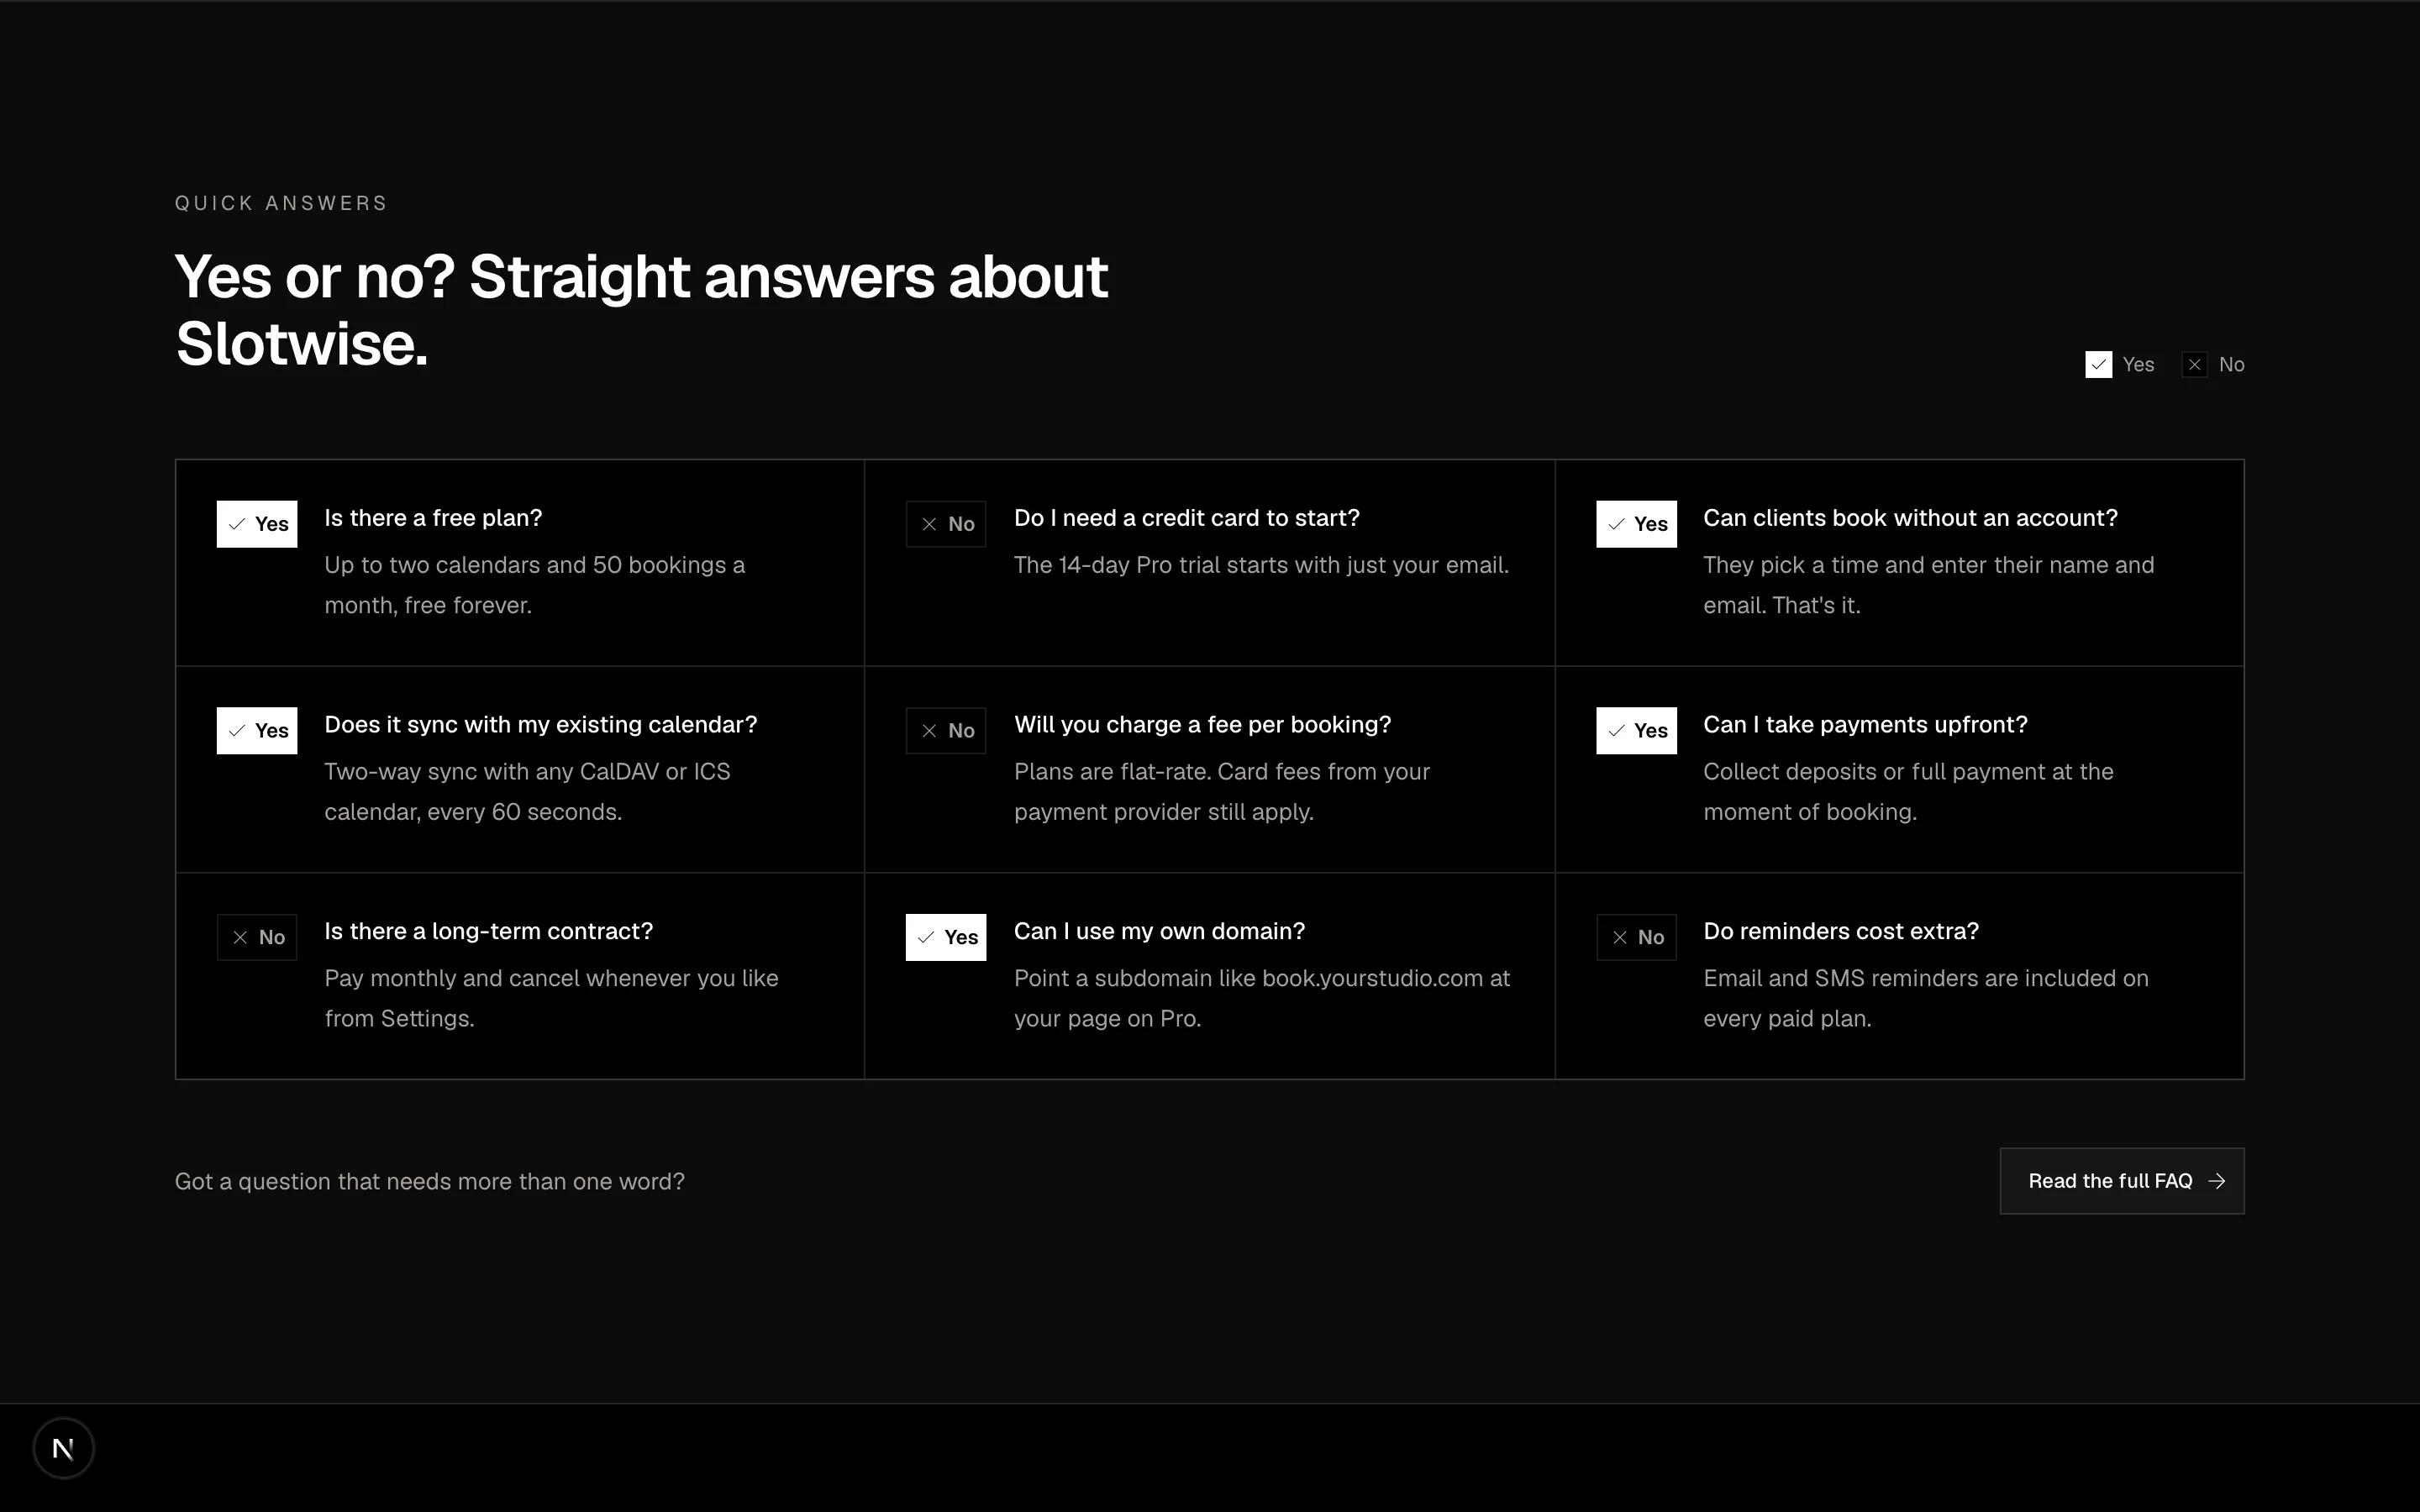 QUICK ANSWERS
Yes or no? Straight answers about
Slotwise.
Yes
No
Yes
Is there a free plan?
Up to two calendars and 50 bookings a
month, free forever.
No
Do I need a credit card to start?
The 14-day Pro trial starts with just your email.
Yes
Can clients book without an account?
They pick a time and enter their name and
email. That's it.
Yes
Does it sync with my existing calendar?
Two-way sync with any CalDAV or ICS
calendar, every 60 seconds.
No
Will you charge a fee per booking?
Plans are flat-rate. Card fees from your
payment provider still apply.
Yes
Can I take payments upfront?
Collect deposits or full payment at the
moment of booking.
No
Is there a long-term contract?
Pay monthly and cancel whenever you like
from Settings.
Yes
Can I use my own domain?
Point a subdomain like book.yourstudio.com at
your page on Pro.
No
Do reminders cost extra?
Email and SMS reminders are included on
every paid plan.
Got a question that needs more than one word?
Read the full FAQ
N